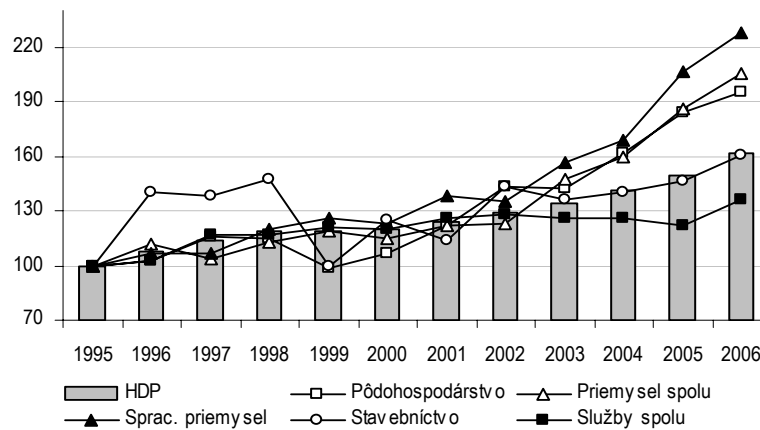 220
190
160
130
100
70
1995 1996 1997 1998 1999 2000 2001 2002 2003 2004 2005 2006
HDP Pôdohospodárstvo Priemysel spolu
Sprac. priemysel Stavebníctvo Služby spolu